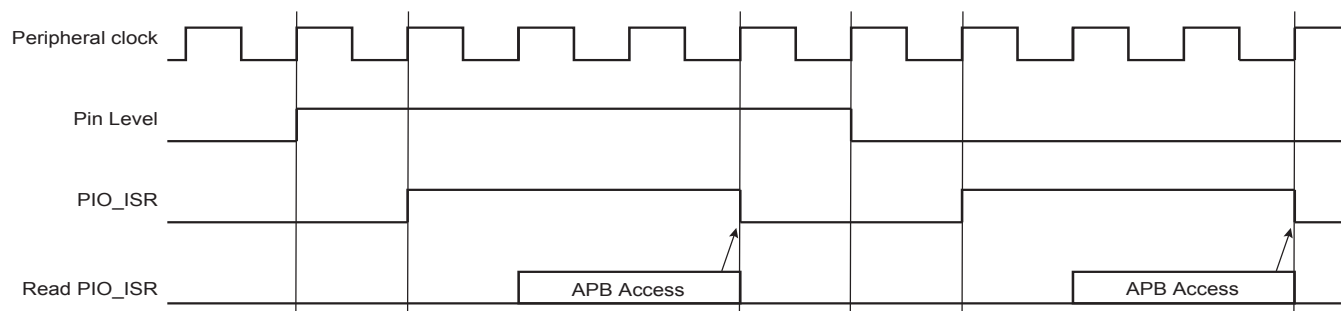 Peripheral clock
Pin Level
PIO_ISR
Read PIO_ISR
APB Access
APB Access